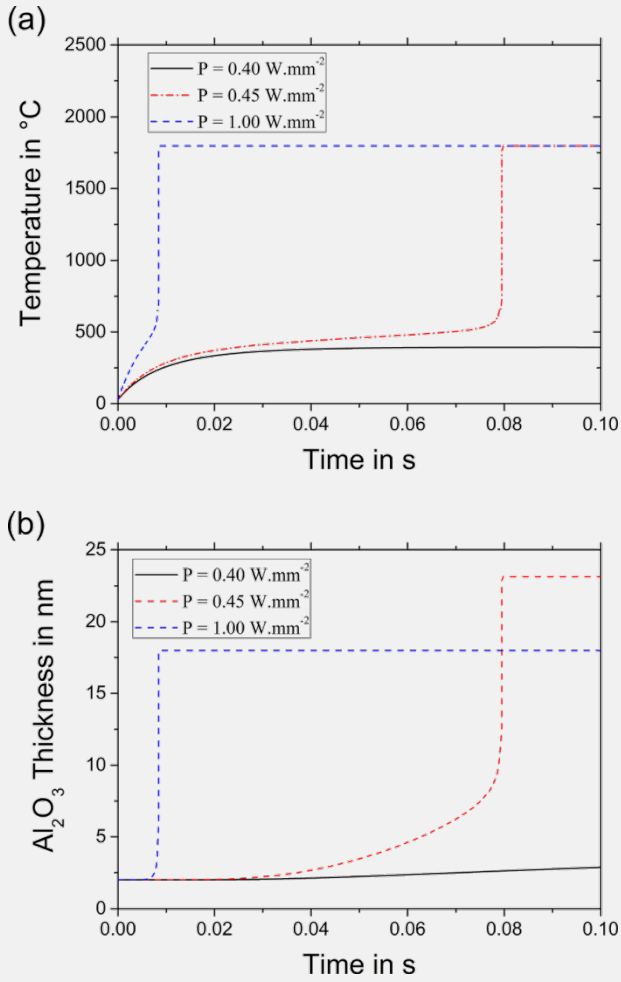 (a)
2500
2000
1500
1000
500
0
P = 0.40 W.mm-2
P = 0.45 W.mm-2
P = 1.00 W.mm-2
Temperature in °C
0.00 0.02 0.04 0.06 0.08 0.10
Time in s
(b)
25
20
15
10
5
0
P = 0.40 W.mm-2
P = 0.45 W.mm-2
P = 1.00 W.mm-2
Al2O3 Thickness in nm
0.00 0.02 0.04 0.06 0.08 0.10
Time in s